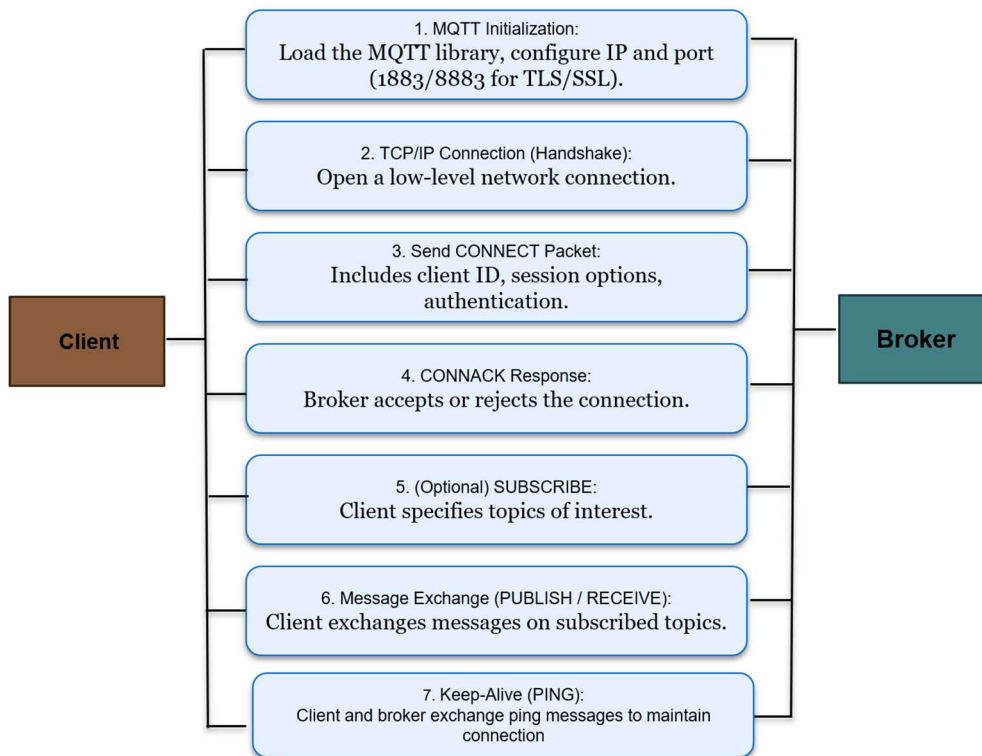 1. MQTT Initialization:
Load the MQTT library, configure IP and port
(1883/8883 for TLS/SSL).
2. TCP/IP Connection (Handshake):
Open a low-level network connection.
3. Send CONNECT Packet:
Includes client ID, session options,
authentication.
Client
Broker
4. CONNACK Response:
Broker accepts or rejects the connection.
5. (Optional) SUBSCRIBE:
Client specifies topics of interest.
6. Message Exchange (PUBLISH / RECEIVE):
Client exchanges messages on subscribed topics.
7. Keep-Alive (PING):
Client and broker exchange ping messages to maintain
connection